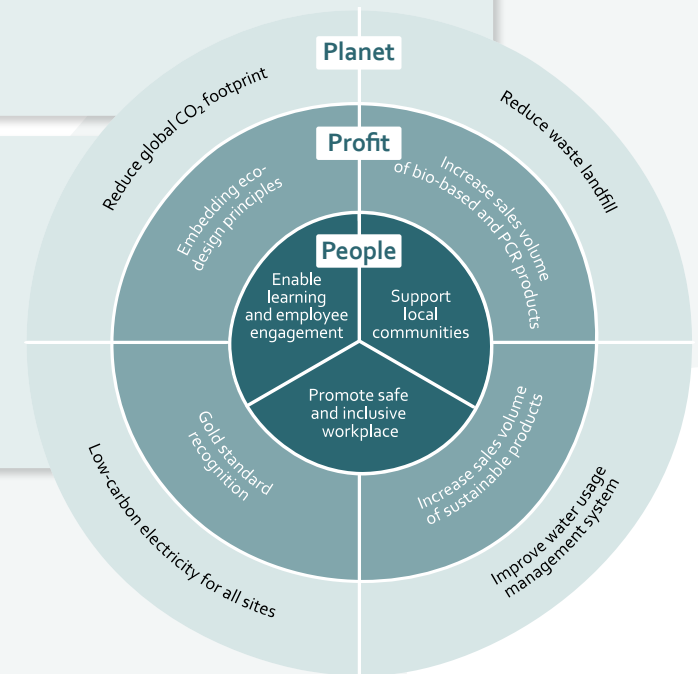 Planet
Reduce global CO₂ footprint
Reduce waste landfill
Low-carbon electricity for all sites
Improve water usage
management system
Profit
Embedding eco-
design principles
Increase sales volume
of bio-based and PCR products
Gold standard
recognition
Increase sales volume
of sustainable products
People
Enable
learning
and employee
engagement
Support
local
communities
Promote safe
and inclusive
workplace